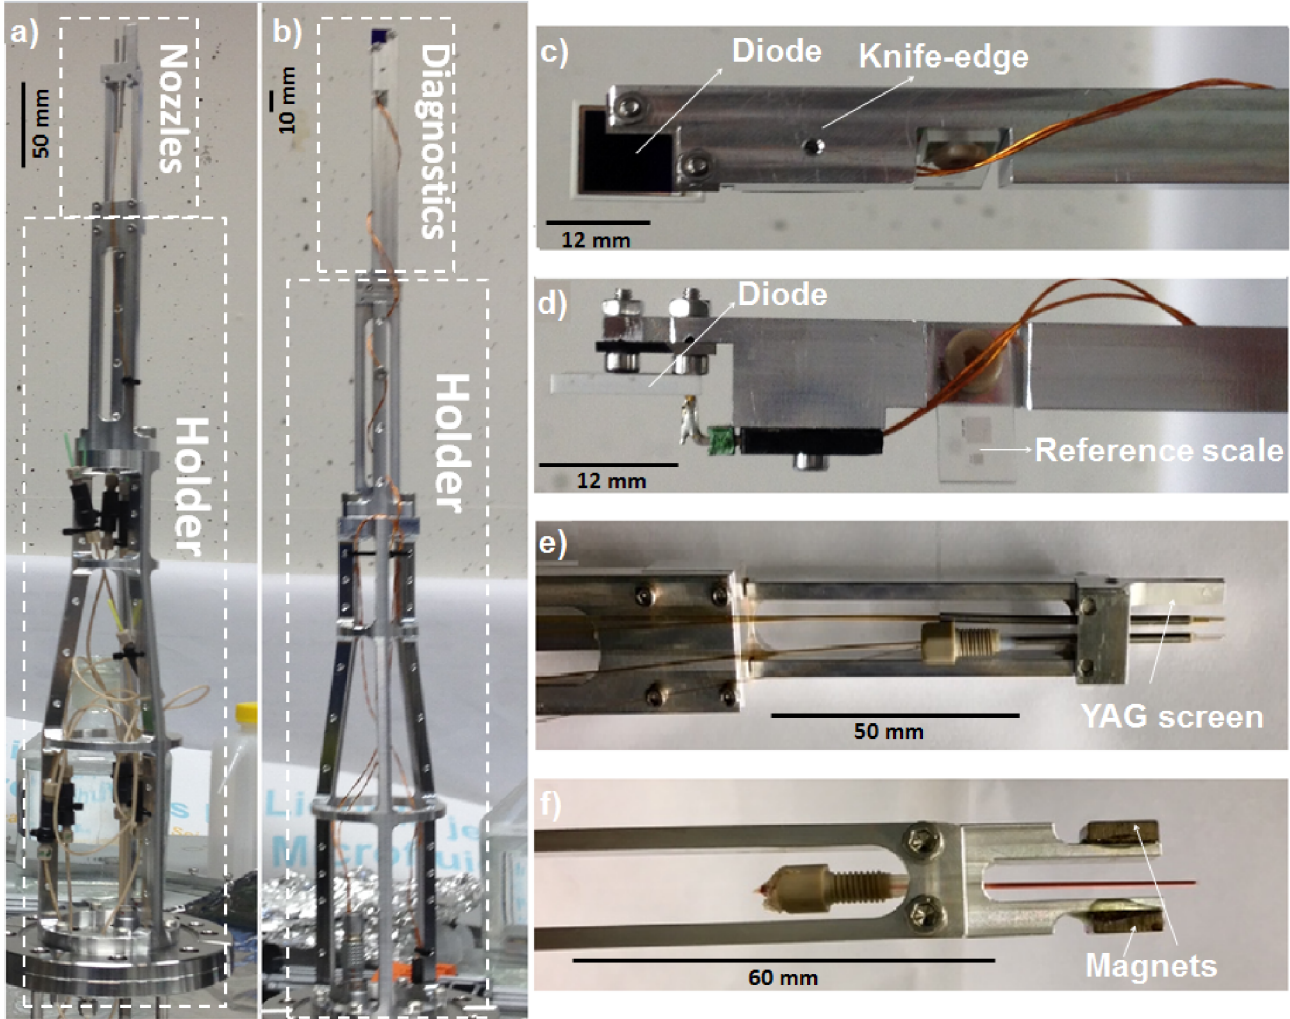 a)
Nozzles
50 mm
Holder
b)
Diagnostics
10 mm
Holder
c)
Diode
Knife-edge
12 mm
d)
Diode
Reference scale
12 mm
e)
YAG screen
50 mm
f)
Magnets
60 mm